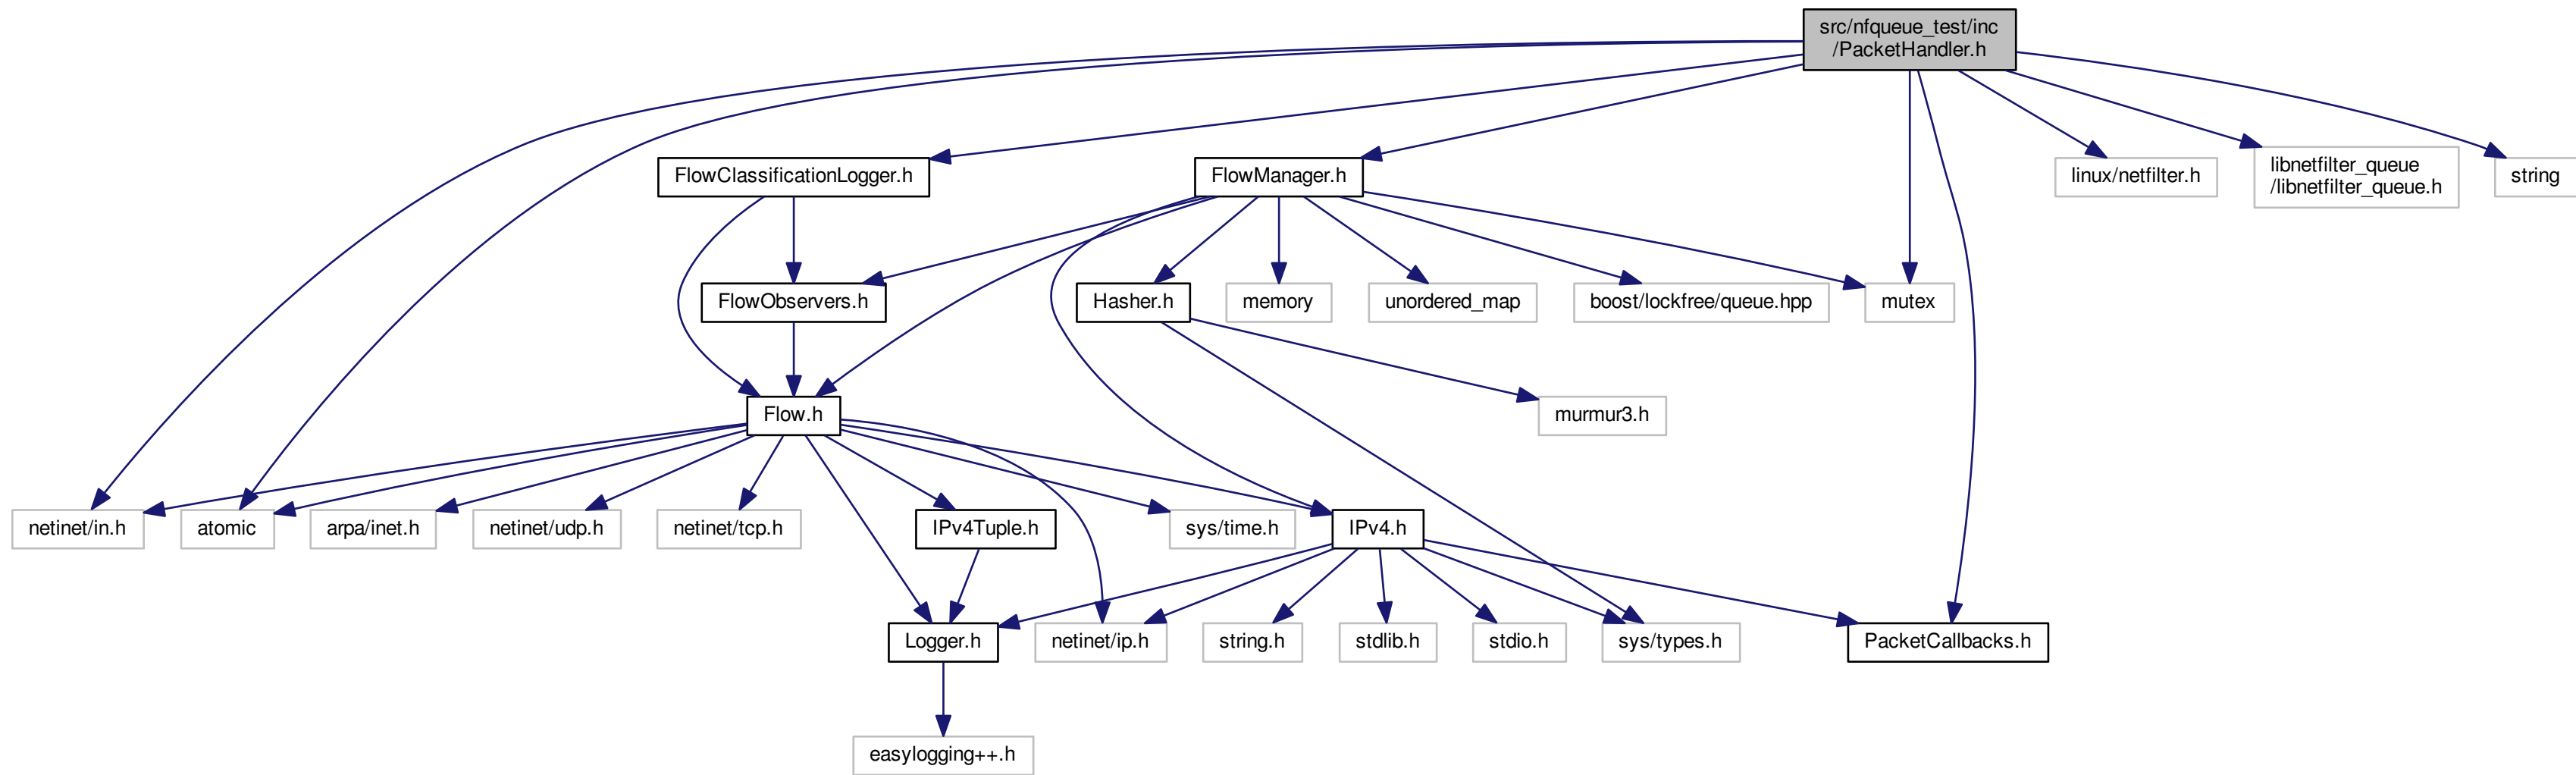 src/nfqueue_test/inc
/PacketHandler.h
FlowClassificationLogger.h
FlowManager.h
linux/netfilter.h
libnetfilter_queue
/libnetfilter_queue.h
string
FlowObservers.h
Hasher.h
memory
unordered_map
boost/lockfree/queue.hpp
mutex
Flow.h
murmur3.h
netinet/in.h
atomic
arpa/inet.h
netinet/udp.h
netinet/tcp.h
IPv4Tuple.h
sys/time.h
IPv4.h
Logger.h
netinet/ip.h
string.h
stdlib.h
stdio.h
sys/types.h
PacketCallbacks.h
easylogging++.h